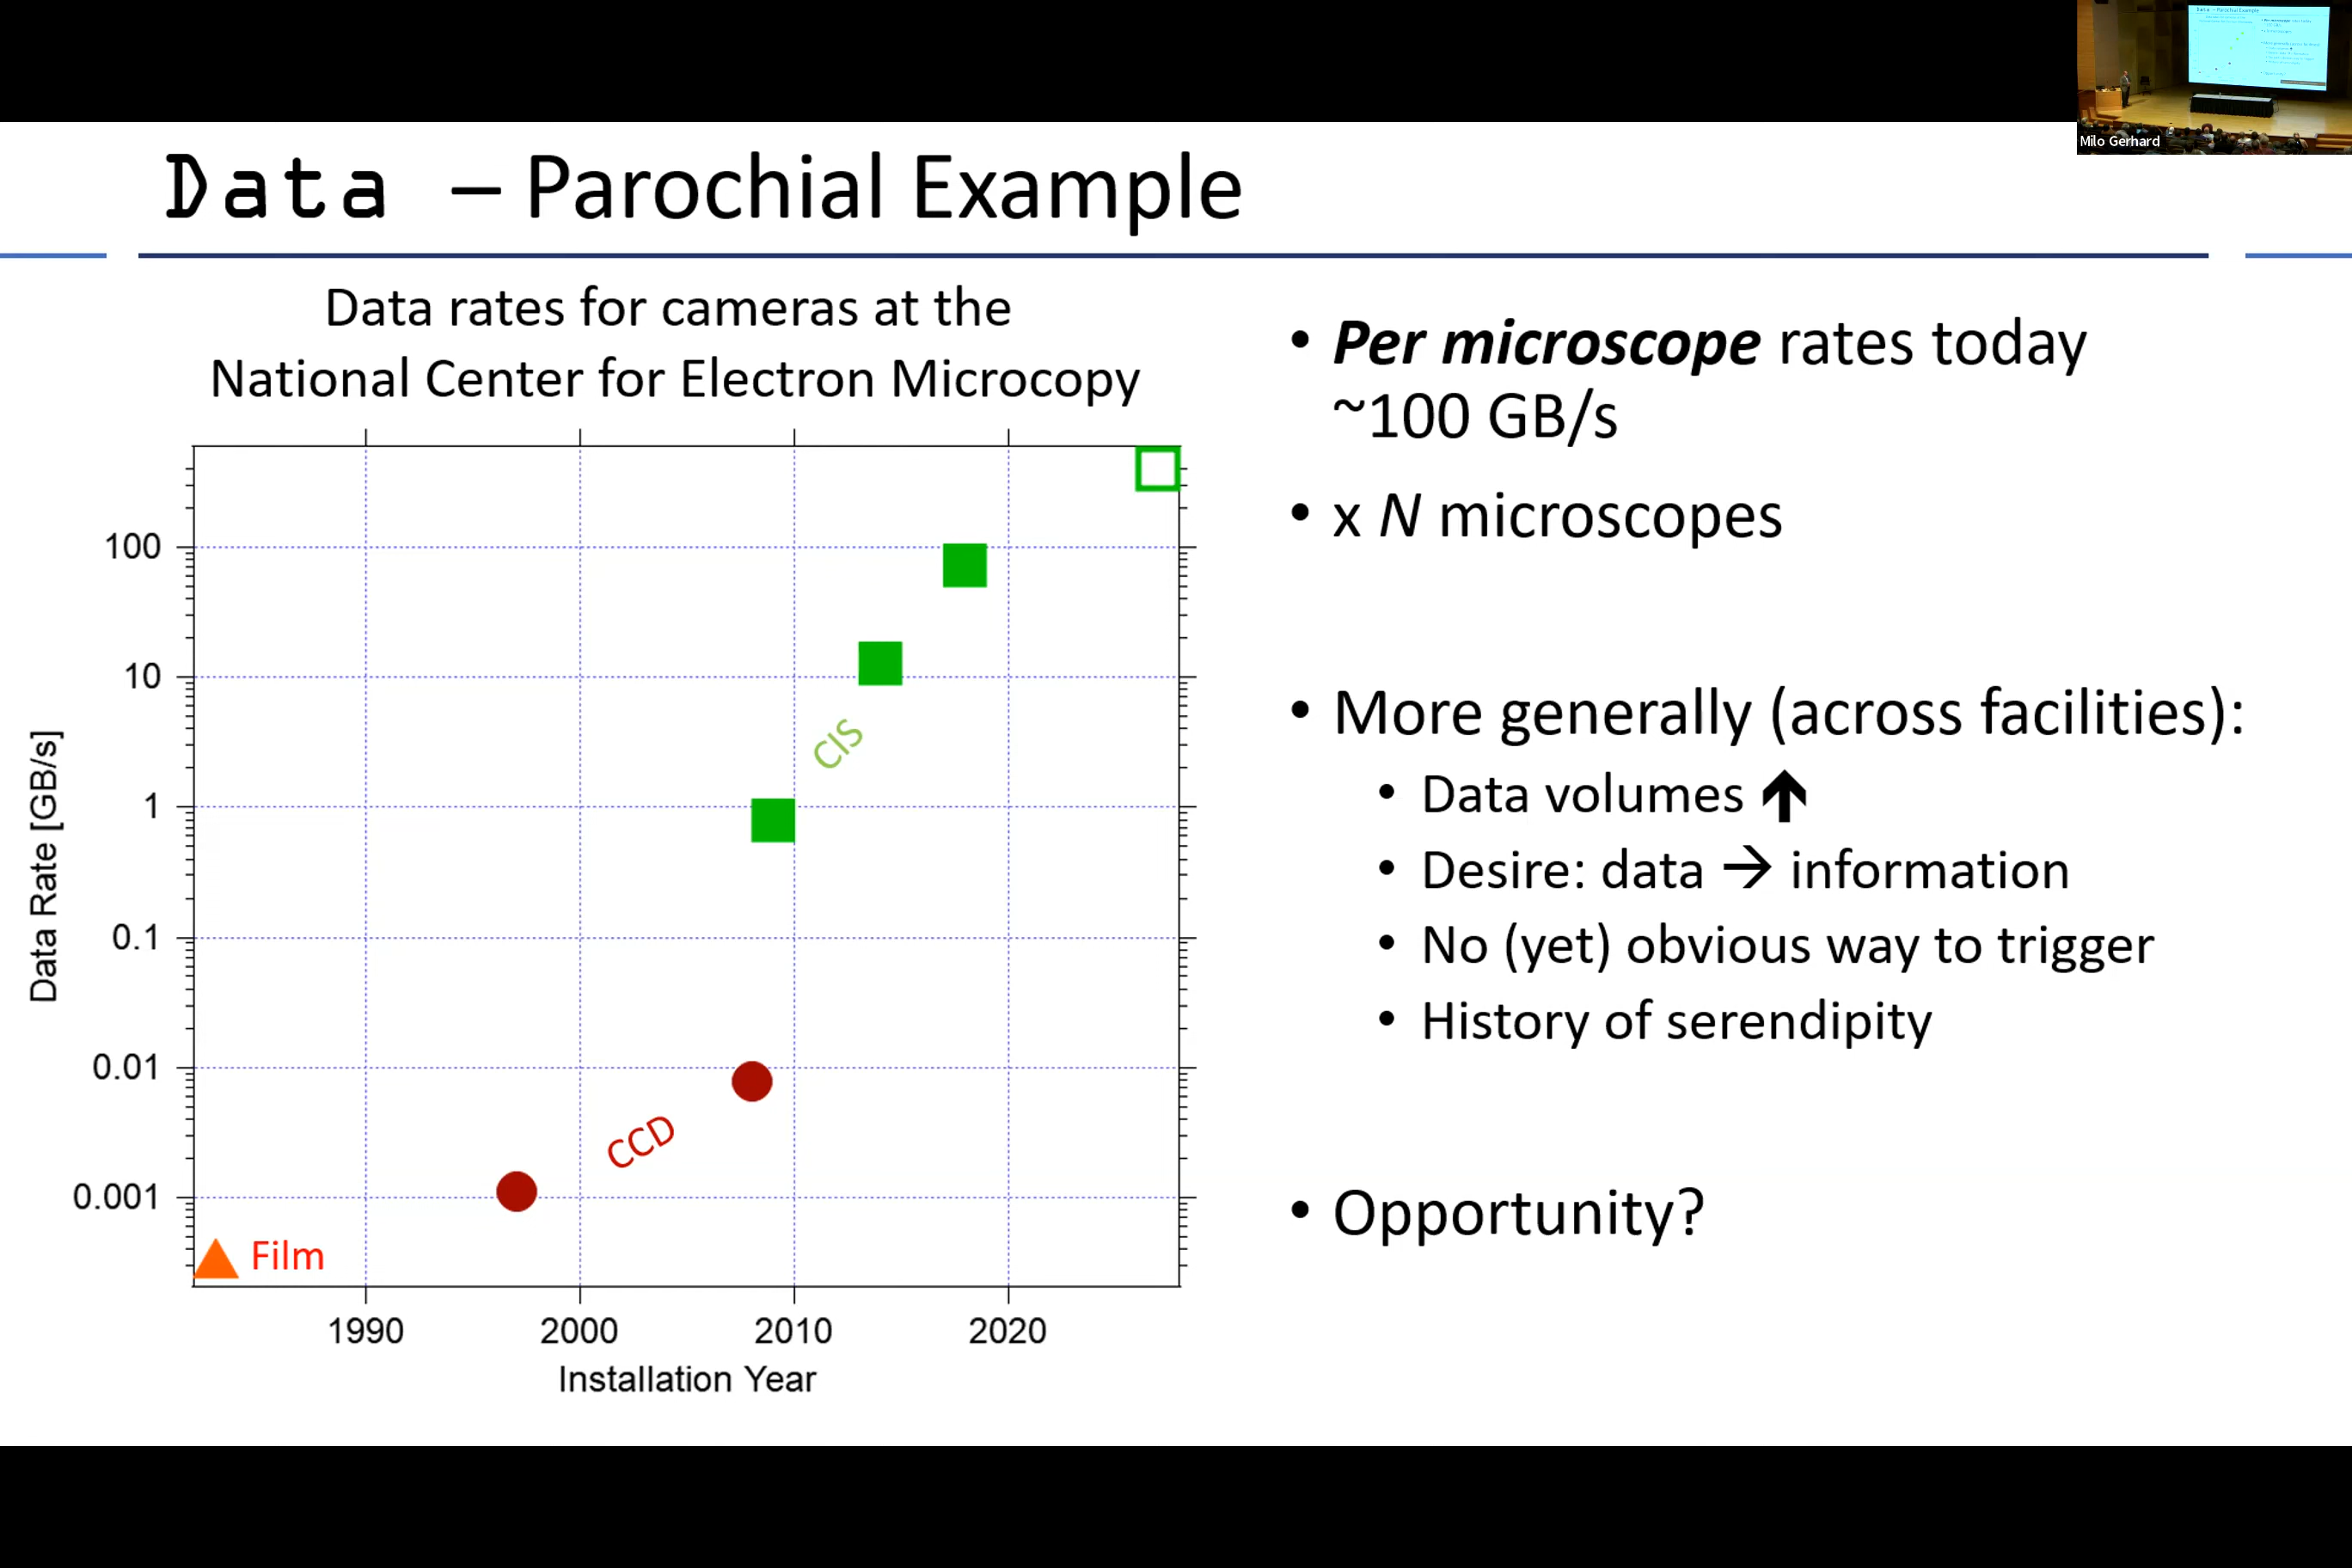 Milo Gerhard
Data – Parochial Example
Data rates for cameras at the
National Center for Electron Microcopy
100
10
1
0.1
0.01
0.001
Data Rate [GB/s]
CIS
CCD
Film
1990 2000 2010 2020
Installation Year
• Per microscope rates today
~100 GB/s
• x N microscopes
• More generally (across facilities):
• Data volumes ↑
• Desire: data → information
• No (yet) obvious way to trigger
• History of serendipity
• Opportunity?